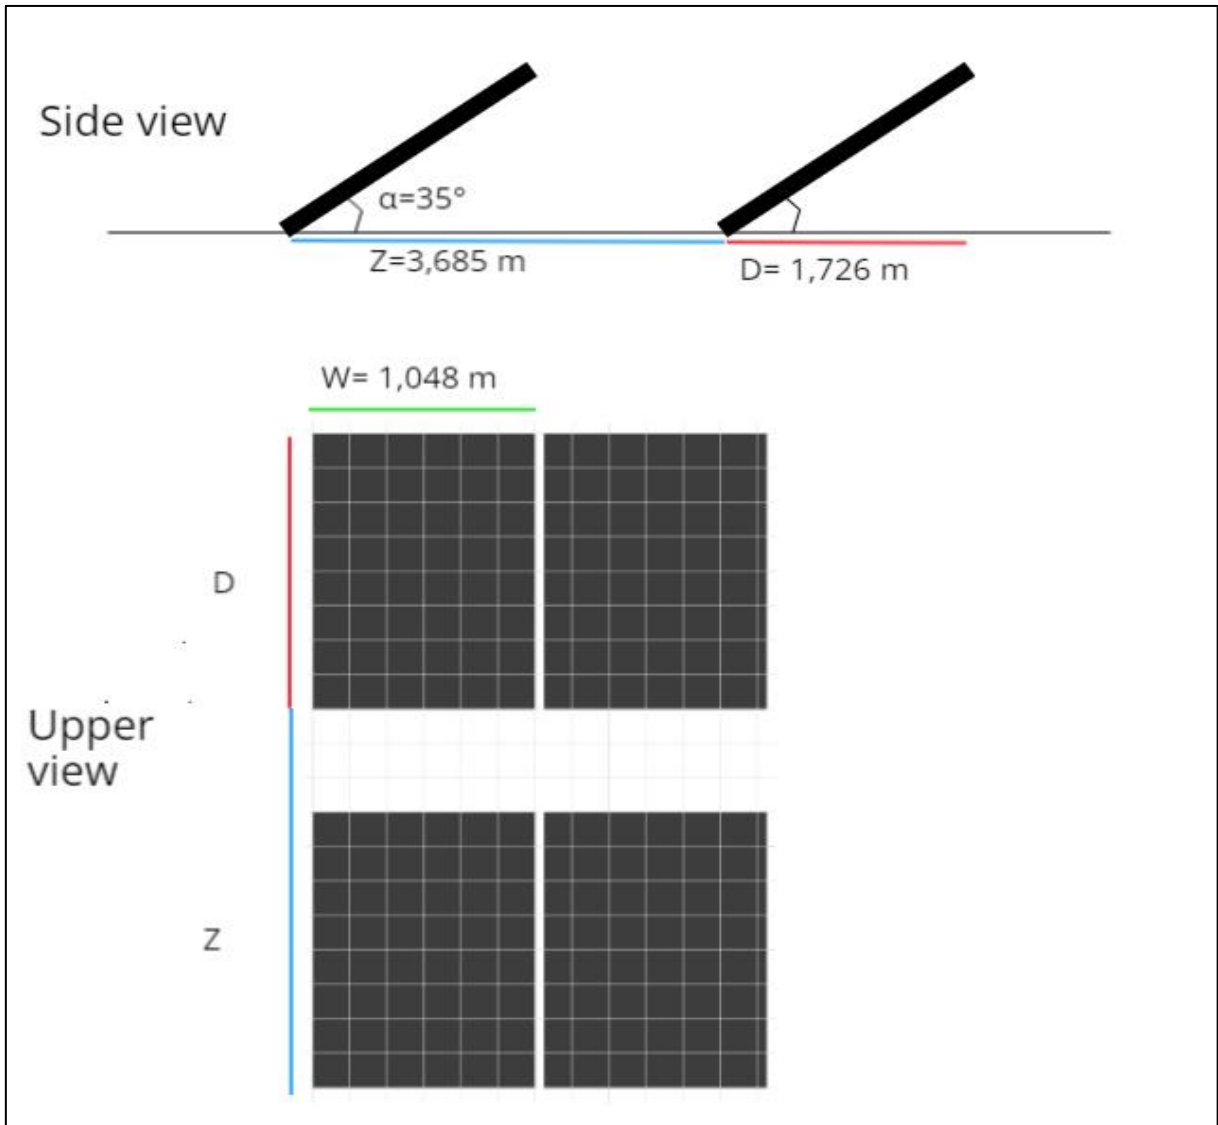 Side view
α=35°
Z=3,685 m
D= 1,726 m
W= 1,048 m
D
Upper
view
Z